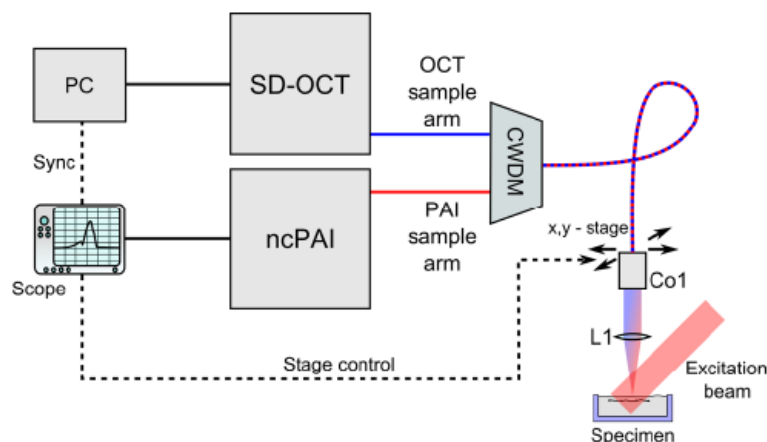 PC
SD-OCT
OCT
sample
arm
CWDM
Sync
ncPAI
PAI
sample
arm
x,y - stage
Scope
Co1
L1
Stage control
Excitation
beam
Specimen